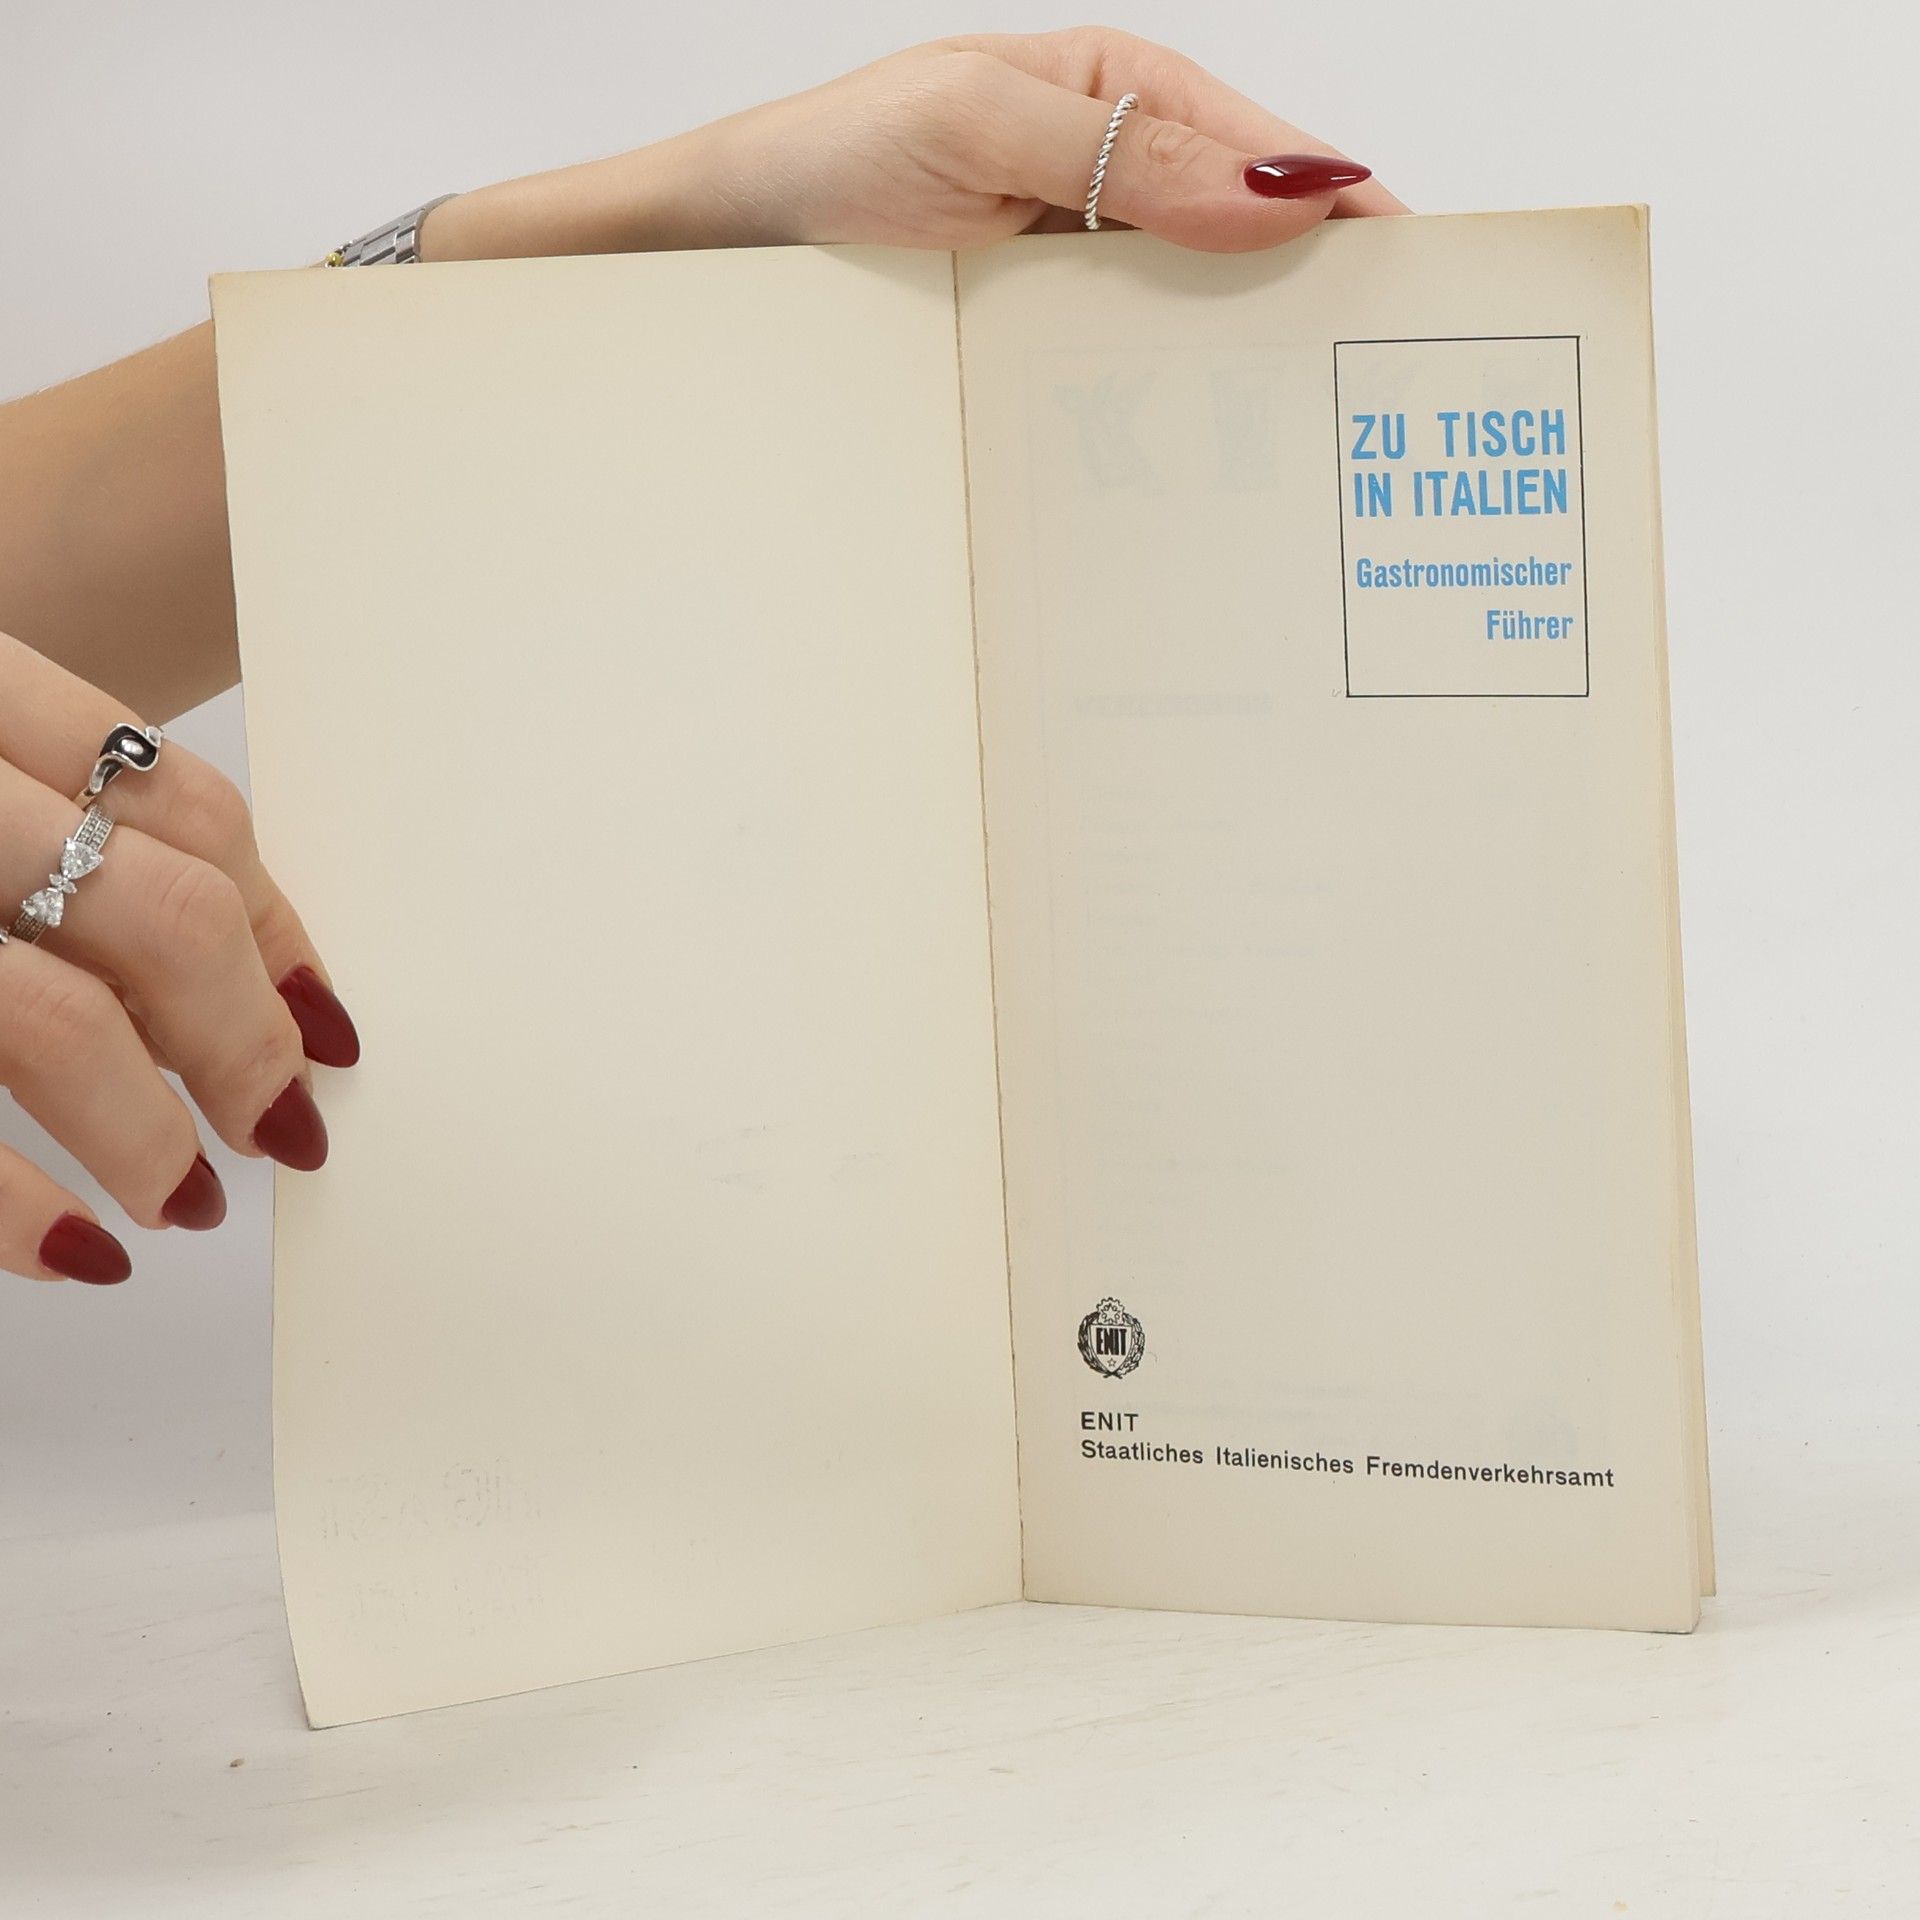 ZU TISCH
IN ITALIEN
Gastronomischer
Führer
ENIT
ENIT
Staatliches Italienisches Fremdenverkehrsamt